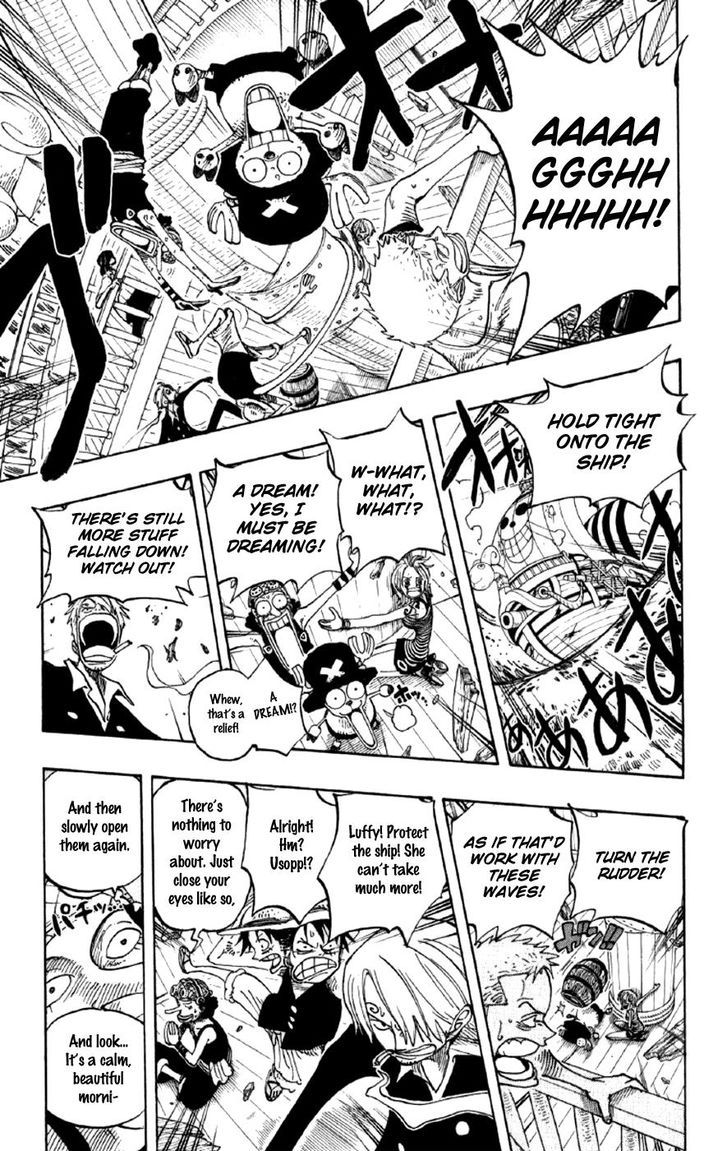 AAAAA
GGGHH
HHHHH!
HOLD TIGHT
ONTO THE
SHIP!
W-WHAT,
WHAT,
WHAT!?
A DREAM!
YES, I
MUST BE
DREAMING!
A
DREAM!?
Whew,
that's a
relief!
THERE'S STILL
MORE STUFF
FALLING DOWN!
WATCH OUT!
TURN THE
RUDDER!
AS IF THAT'D
WORK WITH
THESE
WAVES!
Luffy! Protect
the ship! She
can't take
much more!
Alright!
Hm?
Usopp!?
There's
nothing to
worry
about. Just
close your
eyes like so,
And then
slowly open
them again.
パチッ..
And look...
It's a calm,
beautiful
morni-